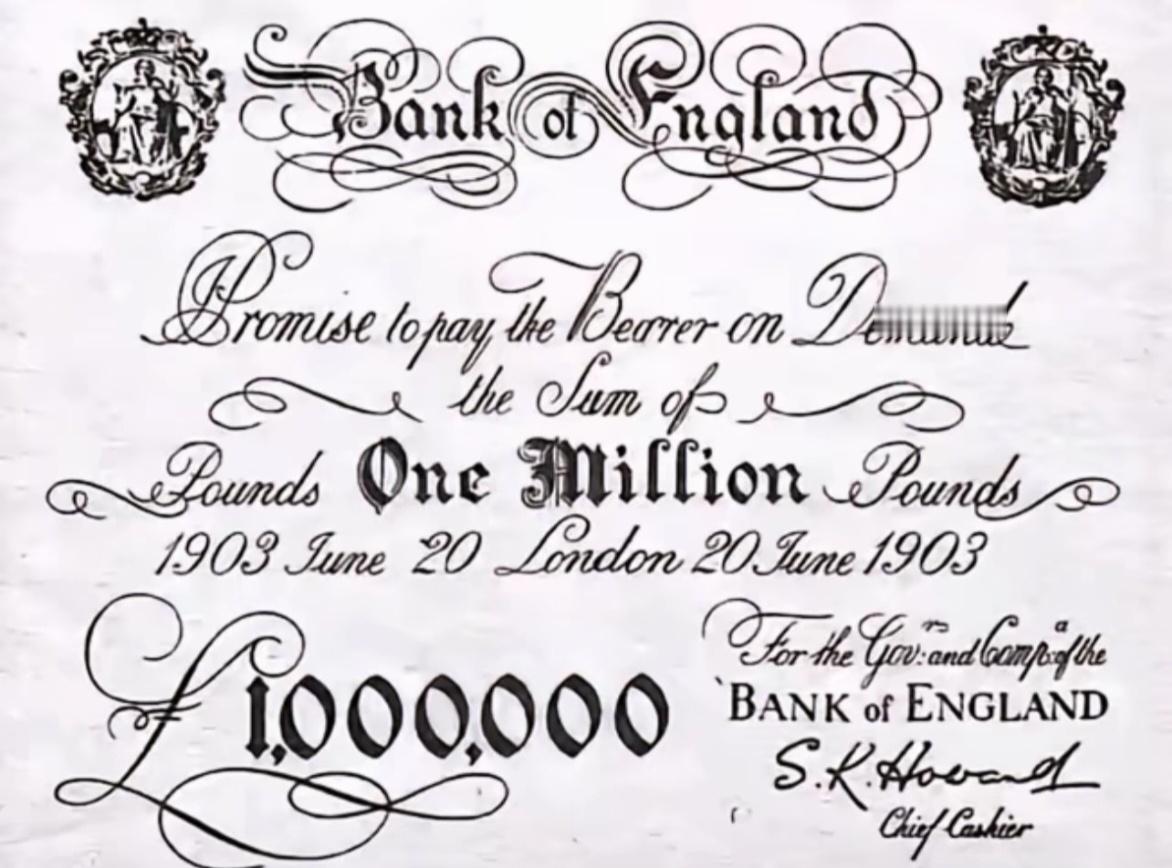 Bank of England
Promise to pay the Bearer on
the Sum of
Pounds One Million Pounds
1903 June 20 London 20 June 1903
£1,000,000
For the Gov:rs and Comp:a of the
BANK of ENGLAND
S.K. Howard
Chief Cashier